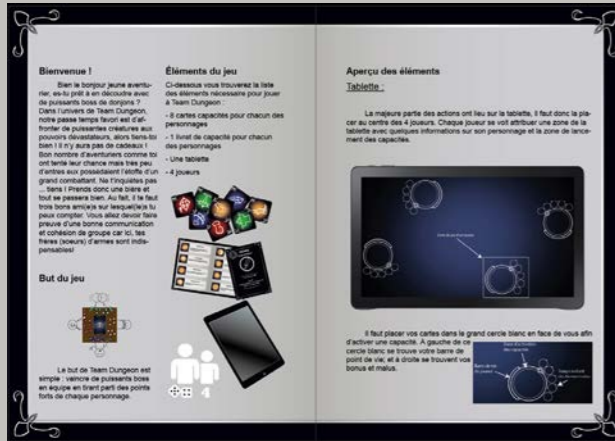 Bienvenue !
Bien le bonjour jeune aventu-
rier, es-tu prêt a en découdre avec
de puissants boss de donjons ?
Dans l'univers de Team Dungeon,
notre passe temps favori est d'af-
fronter de puissantes créatures aux
pouvoirs dévastateurs, alors tiens-toi
bien ! il n'y aura pas de cadeaux !
Bon nombre d'aventuriers comme toi
ont tenté leur chance mais très peu
d'entres eux possédaient l'étoffe d'un
grand combattant. Ne t'inquiètes pas
... tiens ! Prends donc une bière et
tout se passera bien. Au fait, il te faut
trois bons ami(e)s sur lesquel(le)s tu
peux compter. Vous allez devoir faire
preuve d'une bonne communication
et cohésion de groupe car ici, tes
frères (soeurs) d'armes sont indis-
pensables!
But du jeu
Le but de Team Dungeon est
simple : vaincre de puissants boss
en équipe en tirant parti des points
forts de chaque personnage.
Éléments du jeu
Ci-dessous vous trouverez la liste
des éléments nécessaire pour jouer
à Team Dungeon :
- 8 cartes capacités pour chacun des
personnages
- 1 livret de capacité pour chacun
des personnages
- Une tablette
- 4 joueurs
4
Aperçu des éléments
Tablette :
La majeure partie des actions ont lieu sur la tablette, il faut donc la pla-
cer au centre des 4 joueurs. Chaque joueur se voit attribuer une zone de la
tablette avec quelques informations sur son personnage et la zone de lance-
ment des capacités.
Il faut placer vos cartes dans le grand cercle blanc en face de vous afin
d'activer une capacité. A gauche de ce
cercle blanc se trouve votre barre de
point de vie; et à droite se trouvent vos
bonus et malus.